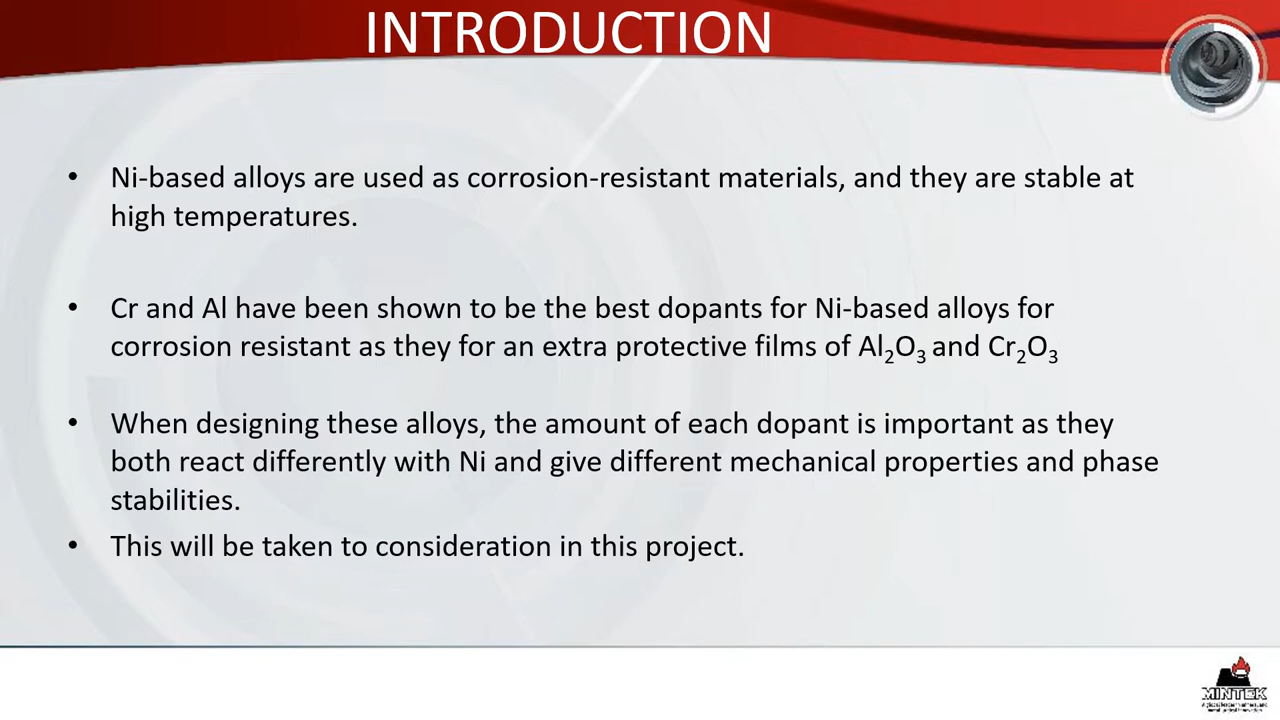 INTRODUCTION
• Ni-based alloys are used as corrosion-resistant materials, and they are stable at
high temperatures.
• Cr and Al have been shown to be the best dopants for Ni-based alloys for
corrosion resistant as they for an extra protective films of Al₂O₃ and Cr₂O₃
• When designing these alloys, the amount of each dopant is important as they
both react differently with Ni and give different mechanical properties and phase
stabilities.
• This will be taken to consideration in this project.
MINTEK